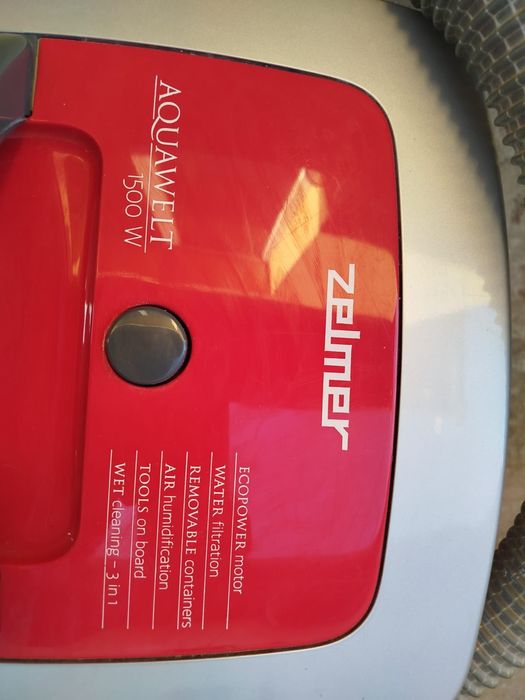 zelmer
AQUAWELT
1500 W
ECOPOWER motor
WATER filtration
REMOVABLE containers
AIR humidification
TOOLS on board
WET cleaning - 3 in 1